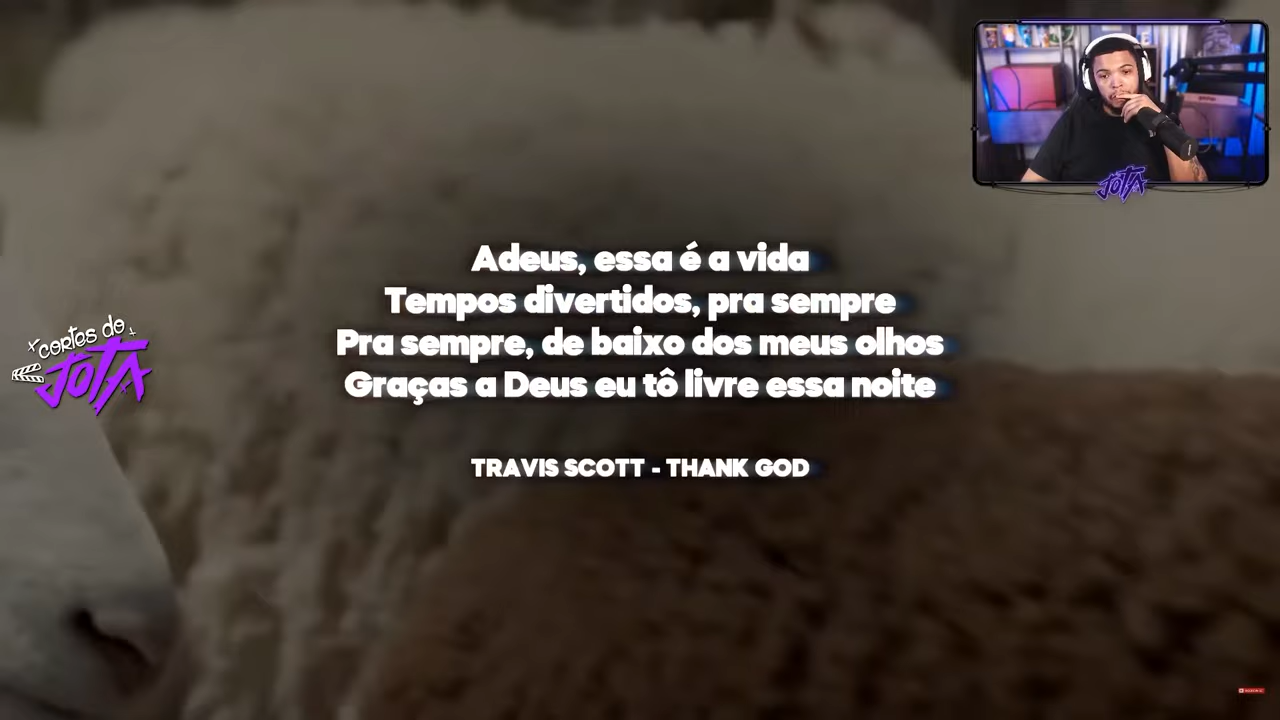 Adeus, essa é a vida
Tempos divertidos, pra sempre
Pra sempre, de baixo dos meus olhos
Graças a Deus eu tô livre essa noite
TRAVIS SCOTT - THANK GOD
cortes do
JOTA
JOTA